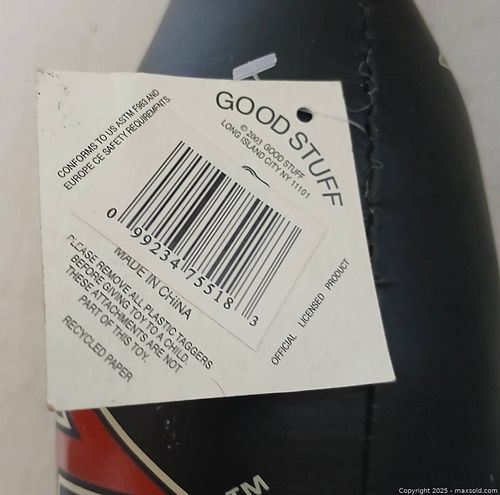 GOOD STUFF
© 2003 GOOD STUFF
LONG ISLAND CITY NY 11101
CONFORMS TO US ASTM F963 AND
EUROPE CE SAFETY REQUIREMENTS.
0 99234 75518 3
MADE IN CHINA
PLEASE REMOVE ALL PLASTIC TAGGERS
BEFORE GIVING TOY TO A CHILD.
THESE ATTACHMENTS ARE NOT
PART OF THIS TOY.
RECYCLED PAPER
OFFICIAL LICENSED PRODUCT
TM
Copyright 2025 - maxsold.com